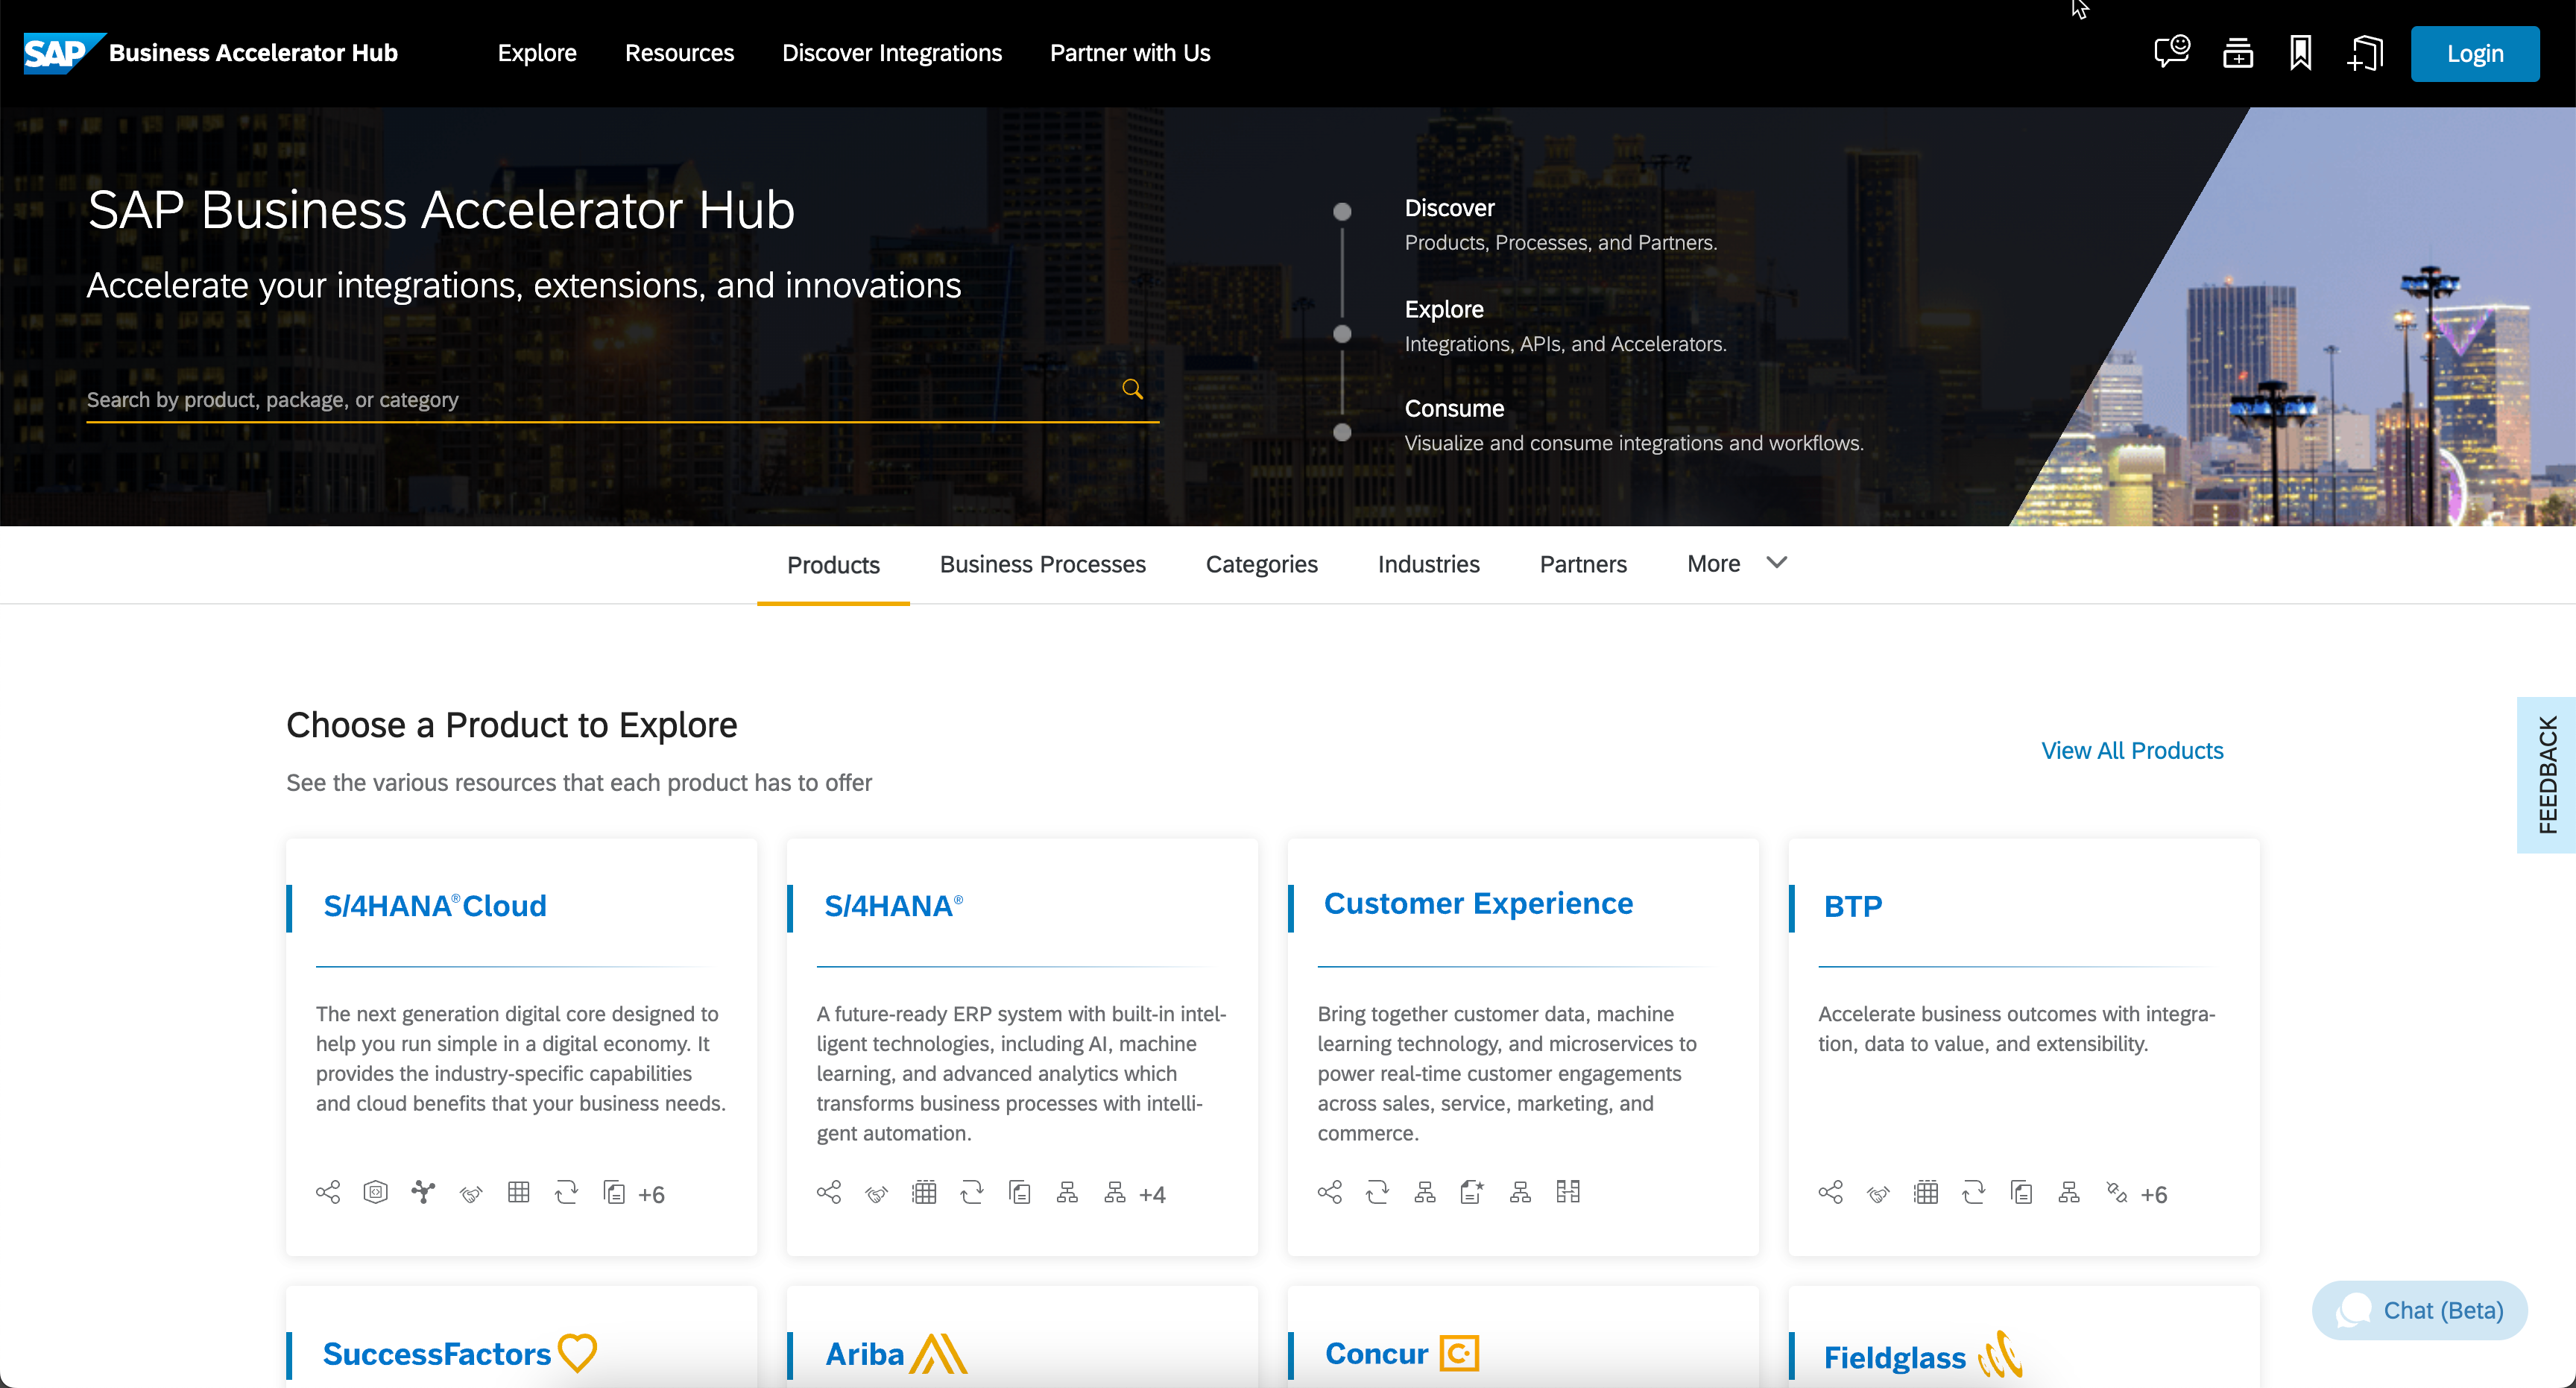 SAP Business Accelerator Hub
Explore
Resources
Discover Integrations
Partner with Us
Login
SAP Business Accelerator Hub
Accelerate your integrations, extensions, and innovations
Search by product, package, or category
Discover
Products, Processes, and Partners.
Explore
Integrations, APIs, and Accelerators.
Consume
Visualize and consume integrations and workflows.
Products
Business Processes
Categories
Industries
Partners
More
Choose a Product to Explore
See the various resources that each product has to offer
View All Products
FEEDBACK
S/4HANA® Cloud
The next generation digital core designed to
help you run simple in a digital economy. It
provides the industry-specific capabilities
and cloud benefits that your business needs.
+6
S/4HANA®
A future-ready ERP system with built-in intel-
ligent technologies, including AI, machine
learning, and advanced analytics which
transforms business processes with intelli-
gent automation.
+4
Customer Experience
Bring together customer data, machine
learning technology, and microservices to
power real-time customer engagements
across sales, service, marketing, and
commerce.
BTP
Accelerate business outcomes with integra-
tion, data to value, and extensibility.
+6
SuccessFactors
Ariba
Concur
Fieldglass
Chat (Beta)